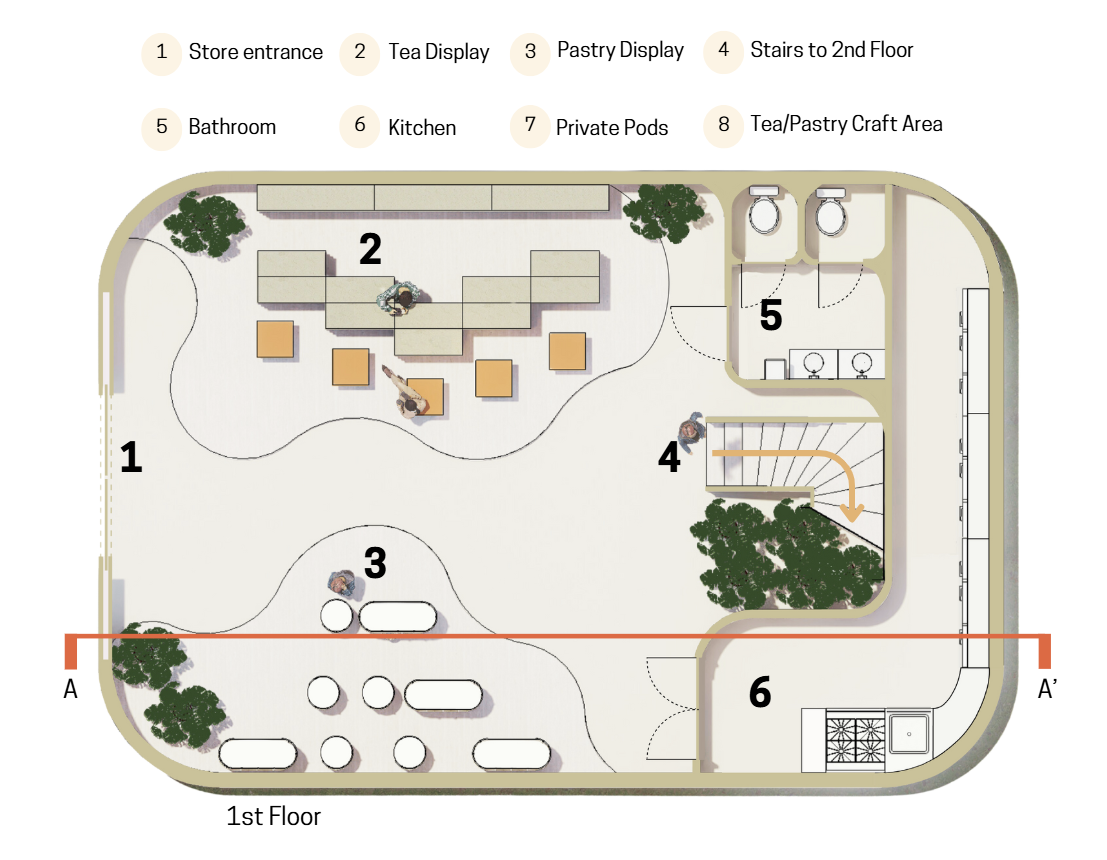 1 Store entrance 2 Tea Display 3 Pastry Display 4 Stairs to 2nd Floor
5 Bathroom 6 Kitchen 7 Private Pods 8 Tea/Pastry Craft Area
2
5
1
4
3
A A'
6
1st Floor